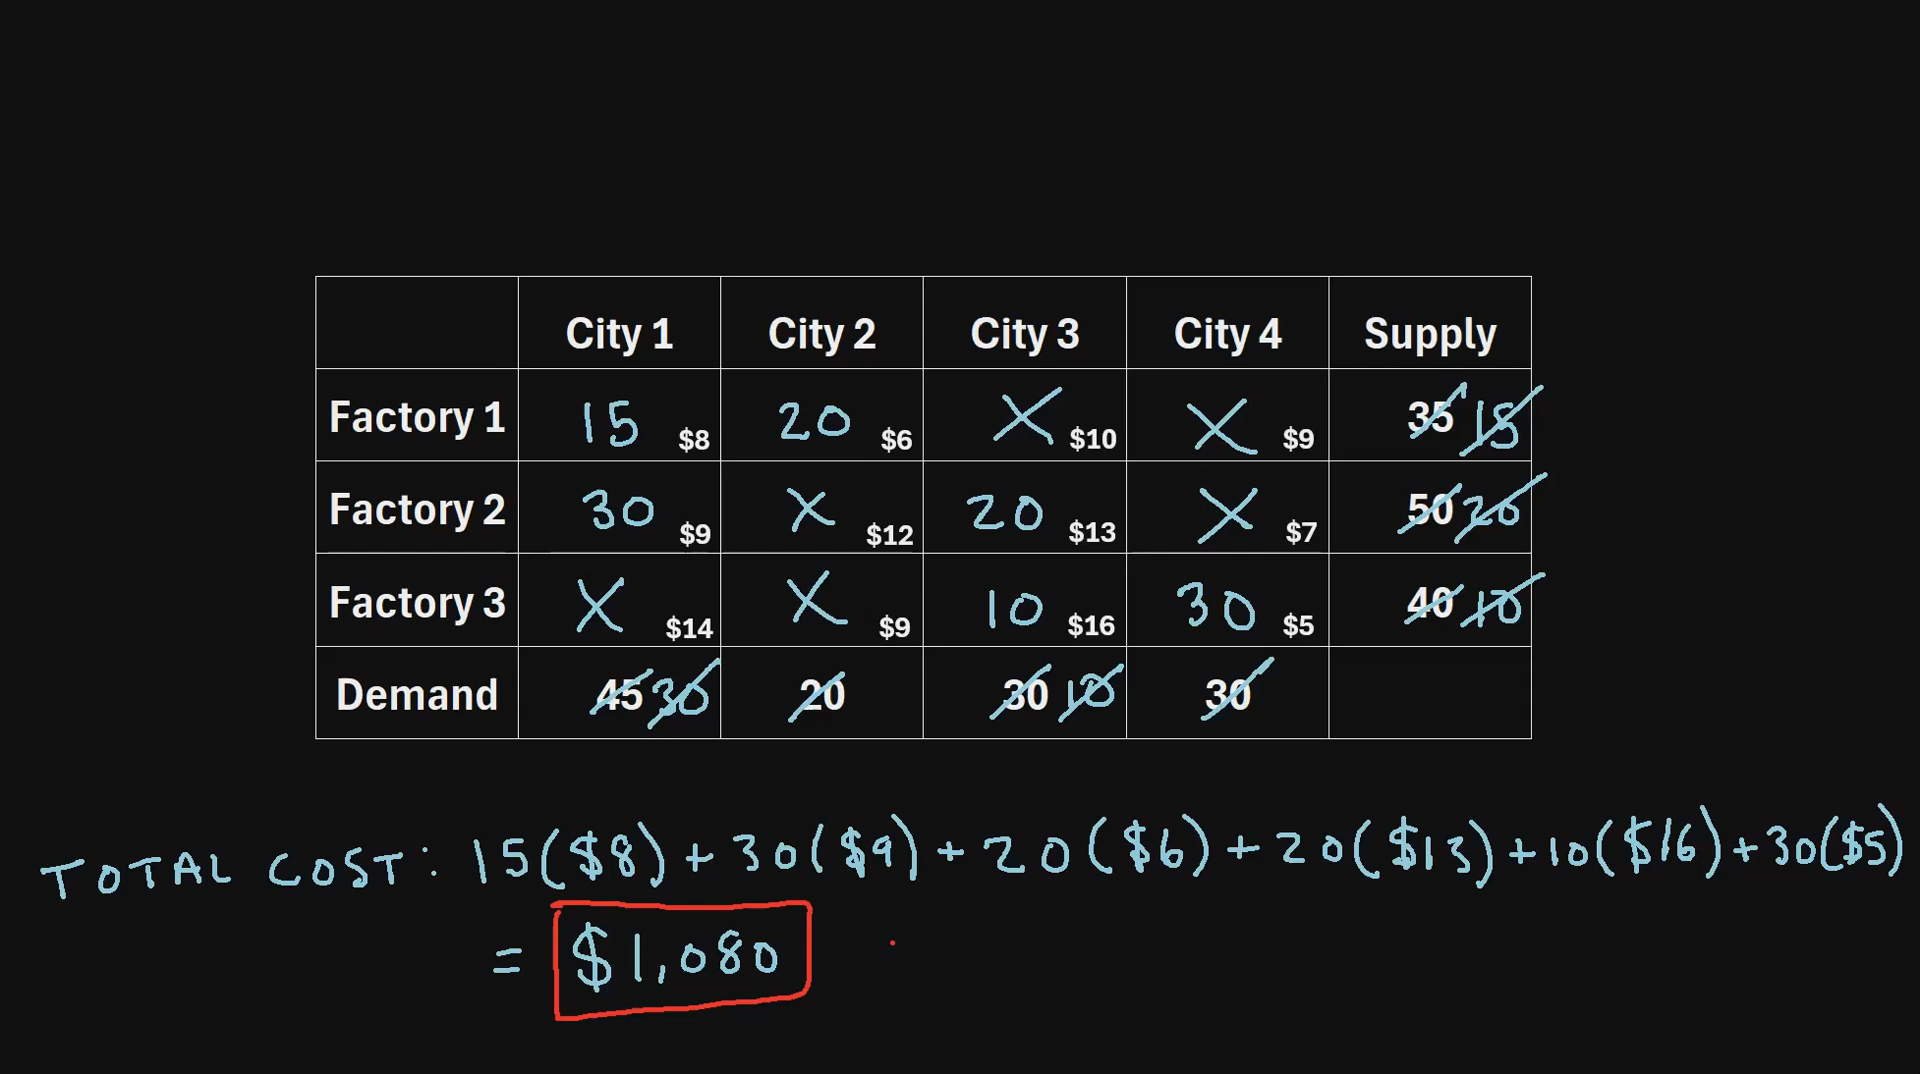 City 1 City 2 City 3 City 4 Supply
Factory 1 15 $8 20 $6 X $10 X $9 35 15
Factory 2 30 $9 X $12 20 $13 X $7 50 20
Factory 3 X $14 X $9 10 $16 30 $5 40 10
Demand 45 30 20 30 10 30
TOTAL COST: 15($8) + 30($9) + 20($6) + 20($13) + 10($16) + 30($5)
= $1,080